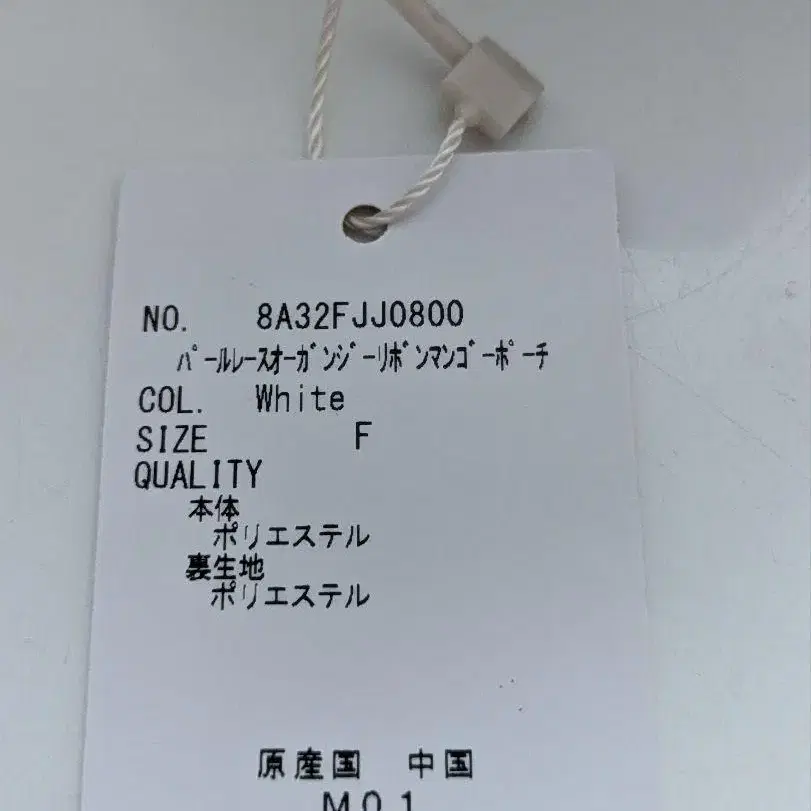 NO. 8A32FJJ0800
ﾊﾟｰﾙﾚｰｽｵｰｶﾞﾝｼﾞｰﾘﾎﾞﾝﾏﾝｺﾞｰﾎﾟｰﾁ
COL. White
SIZE F
QUALITY
本体
ポリエステル
裏生地
ポリエステル
原産国 中国
M01